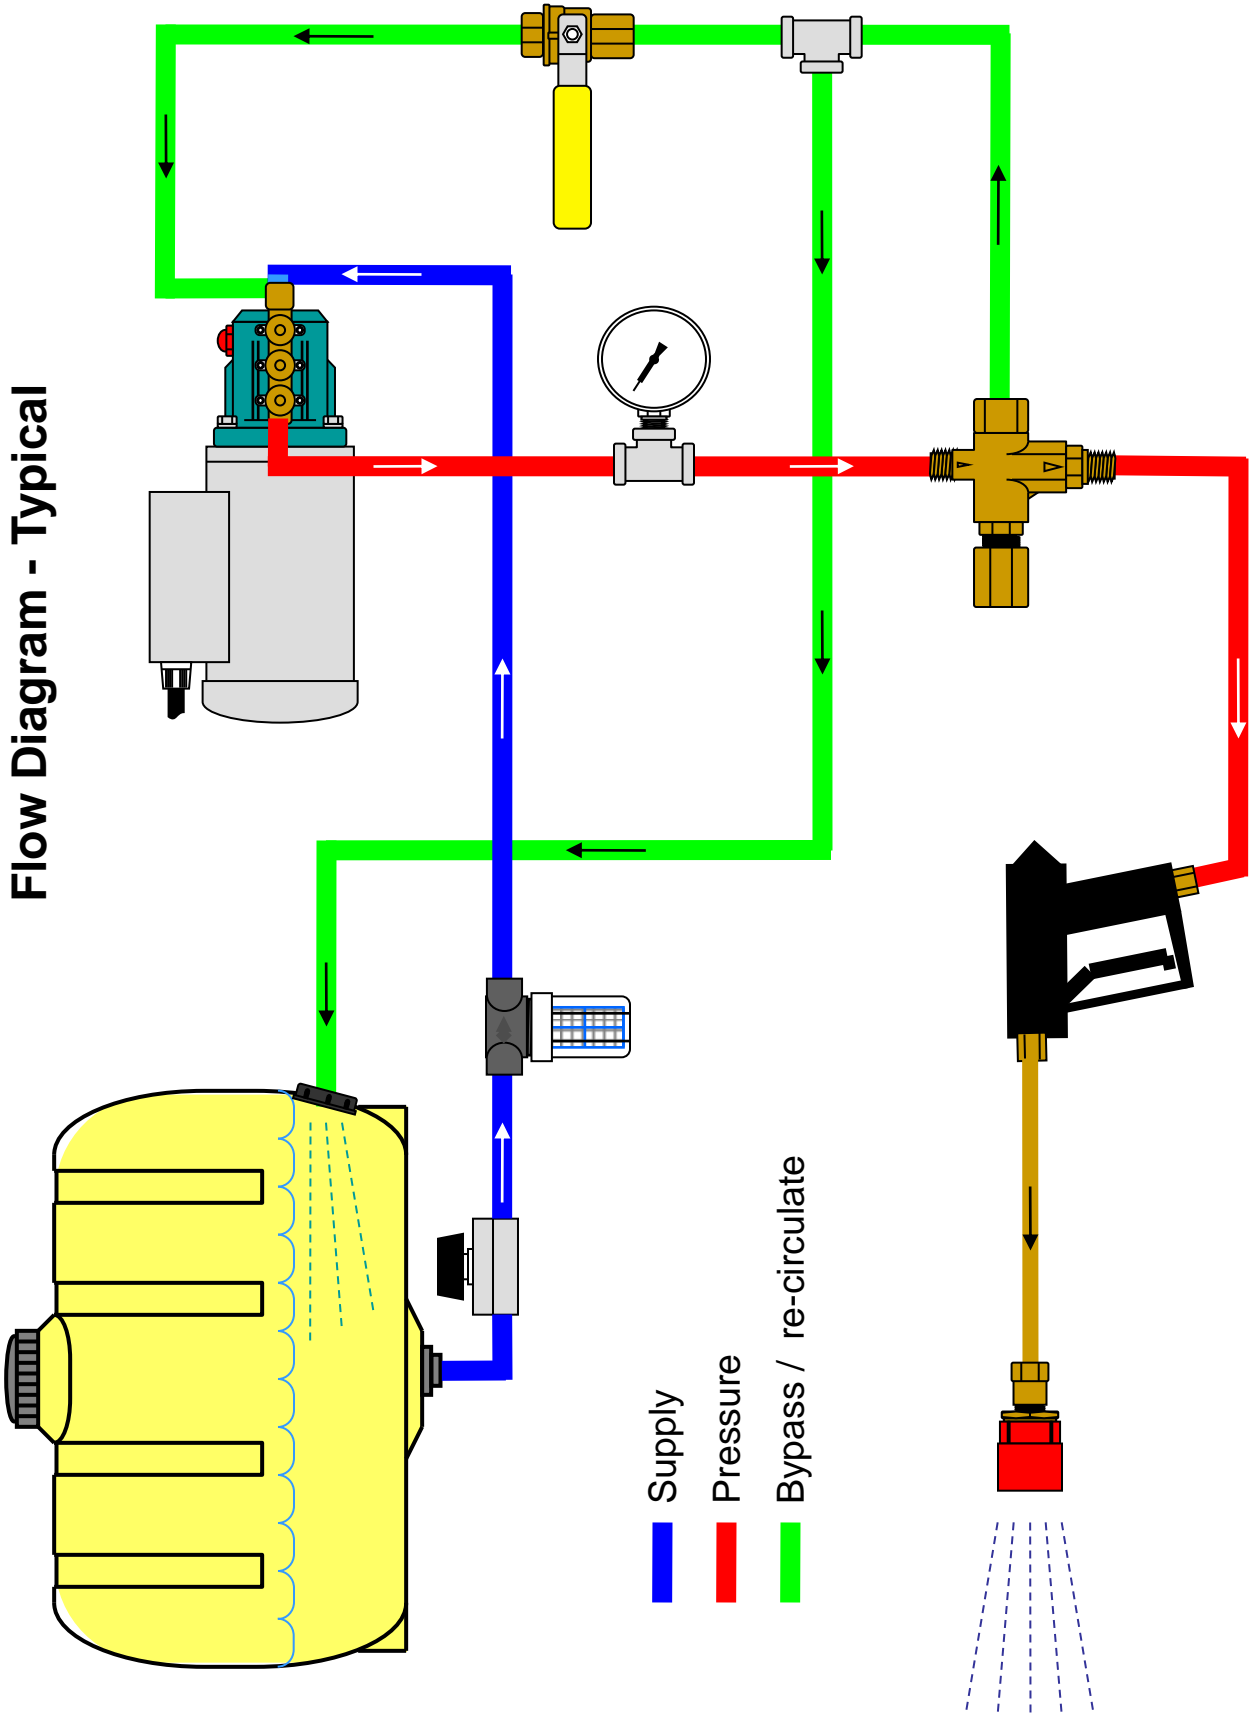 Flow Diagram - Typical
Supply
Pressure
Bypass / re-circulate